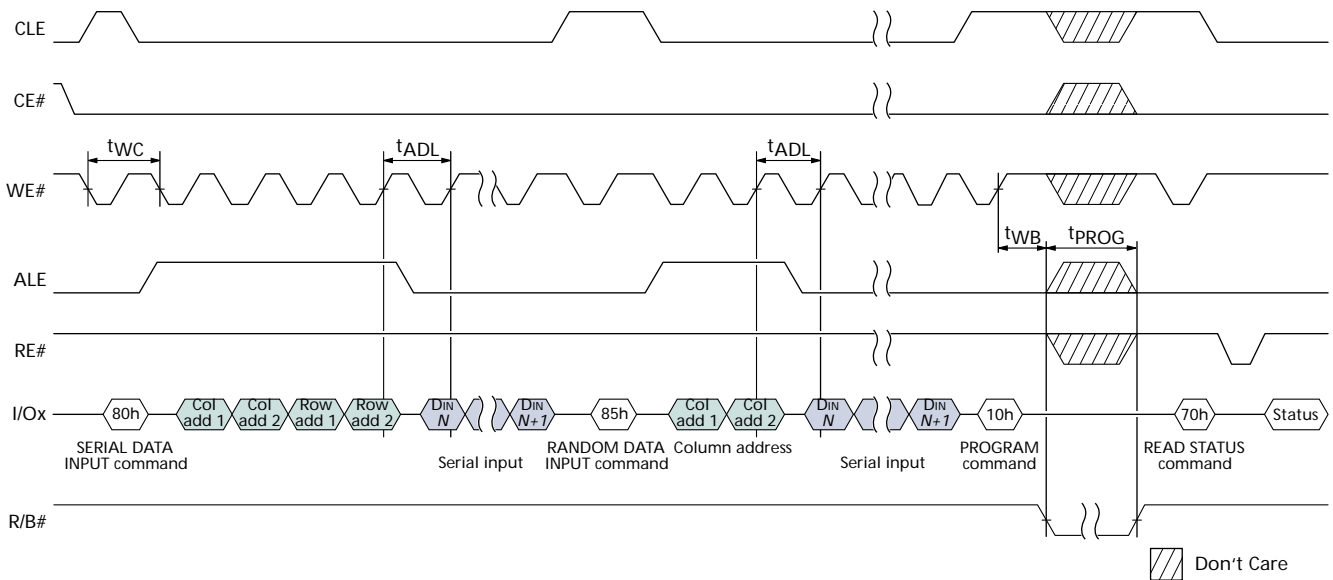 CLE
CE#
tWC
tADL
tADL
WE#
tWB
tPROG
ALE
RE#
I/Ox
80h
Col add 1
Col add 2
Row add 1
Row add 2
DIN N
DIN N+1
85h
Col add 1
Col add 2
DIN N
DIN N+1
10h
70h
Status
SERIAL DATA
INPUT command
Serial input
RANDOM DATA
INPUT command
Column address
Serial input
PROGRAM
command
READ STATUS
command
R/B#
Don't Care